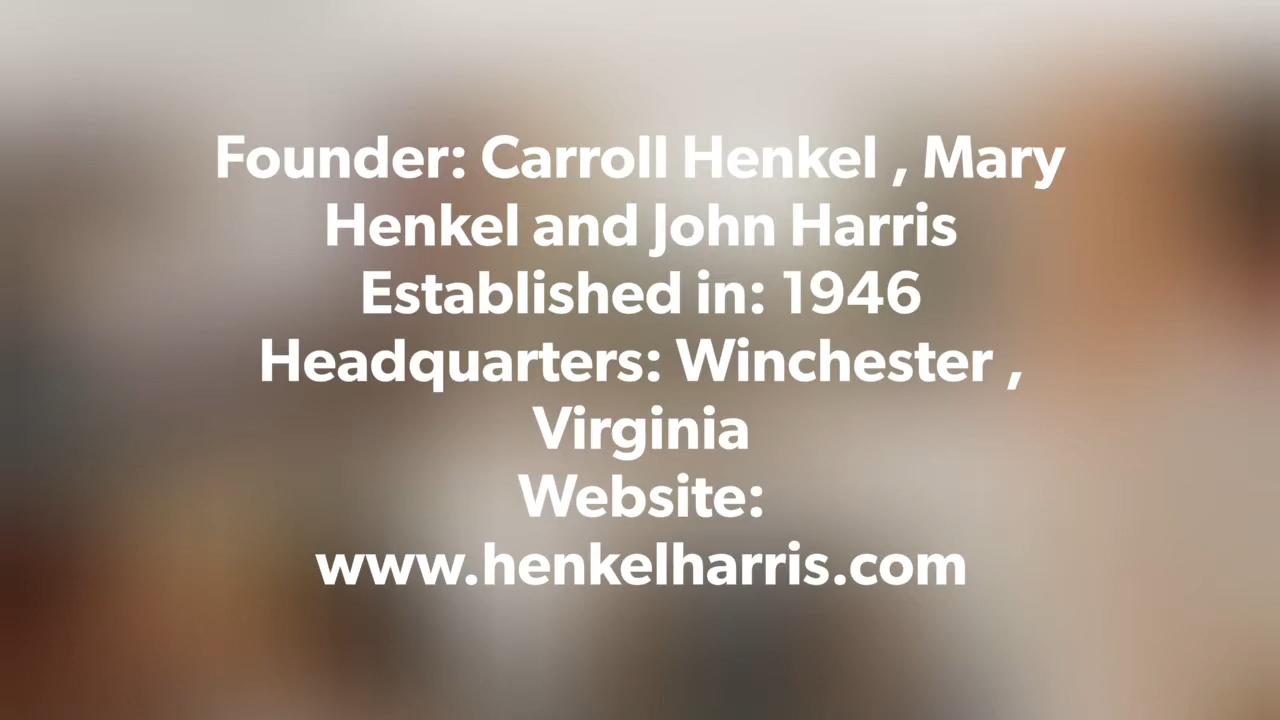 Founder: Carroll Henkel , Mary
Henkel and John Harris
Established in: 1946
Headquarters: Winchester ,
Virginia
Website:
www.henkelharris.com